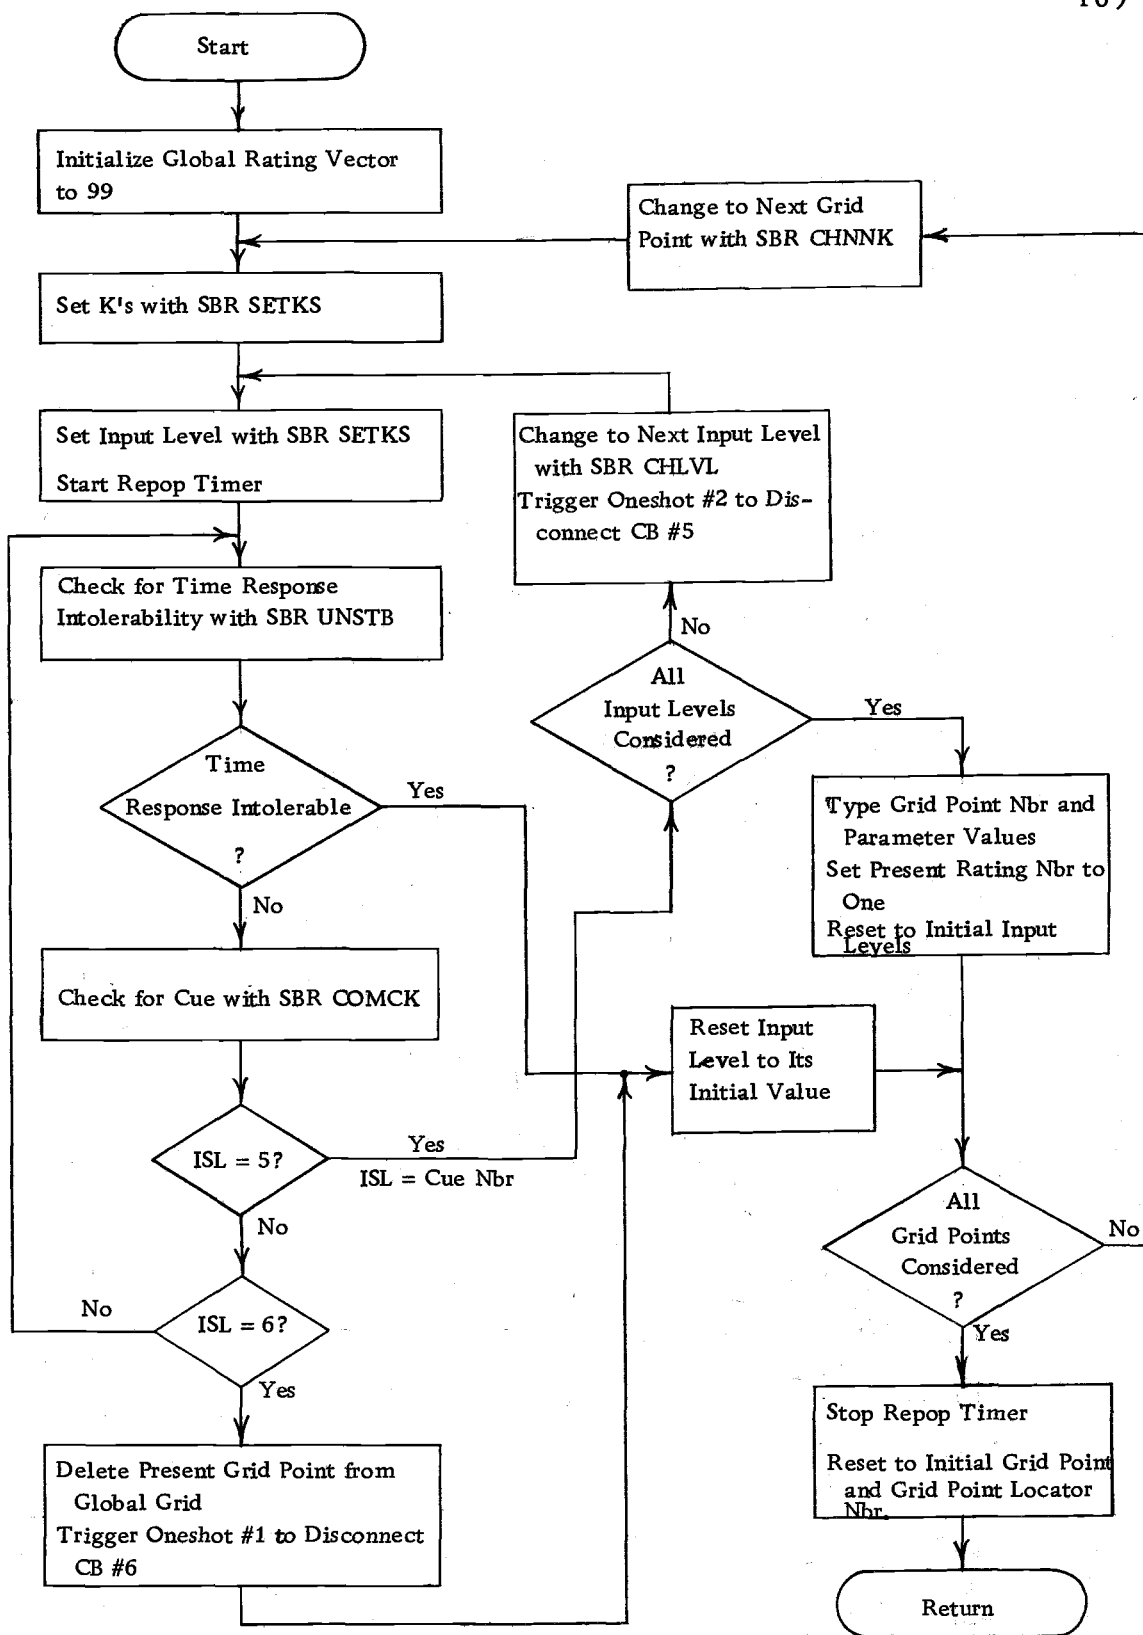 Start
Initialize Global Rating Vector
to 99
Change to Next Grid
Point with SBR CHNNK
Set K's with SBR SETKS
Set Input Level with SBR SETKS
Start Repop Timer
Change to Next Input Level
with SBR CHLVL
Trigger Oneshot #2 to Dis-
connect CB #5
Check for Time Response
Intolerability with SBR UNSTB
No
All
Input Levels
Considered
?
Yes
Time
Response Intolerable
?
Yes
No
Type Grid Point Nbr and
Parameter Values
Set Present Rating Nbr to
One
Reset to Initial Input
Levels
Check for Cue with SBR COMCK
Reset Input
Level to Its
Initial Value
ISL = 5?
Yes
ISL = Cue Nbr
No
All
Grid Points
Considered
?
No
Yes
No
ISL = 6?
Yes
Delete Present Grid Point from
Global Grid
Trigger Oneshot #1 to Disconnect
CB #6
Stop Repop Timer
Reset to Initial Grid Point
and Grid Point Locator
Nbr.
Return